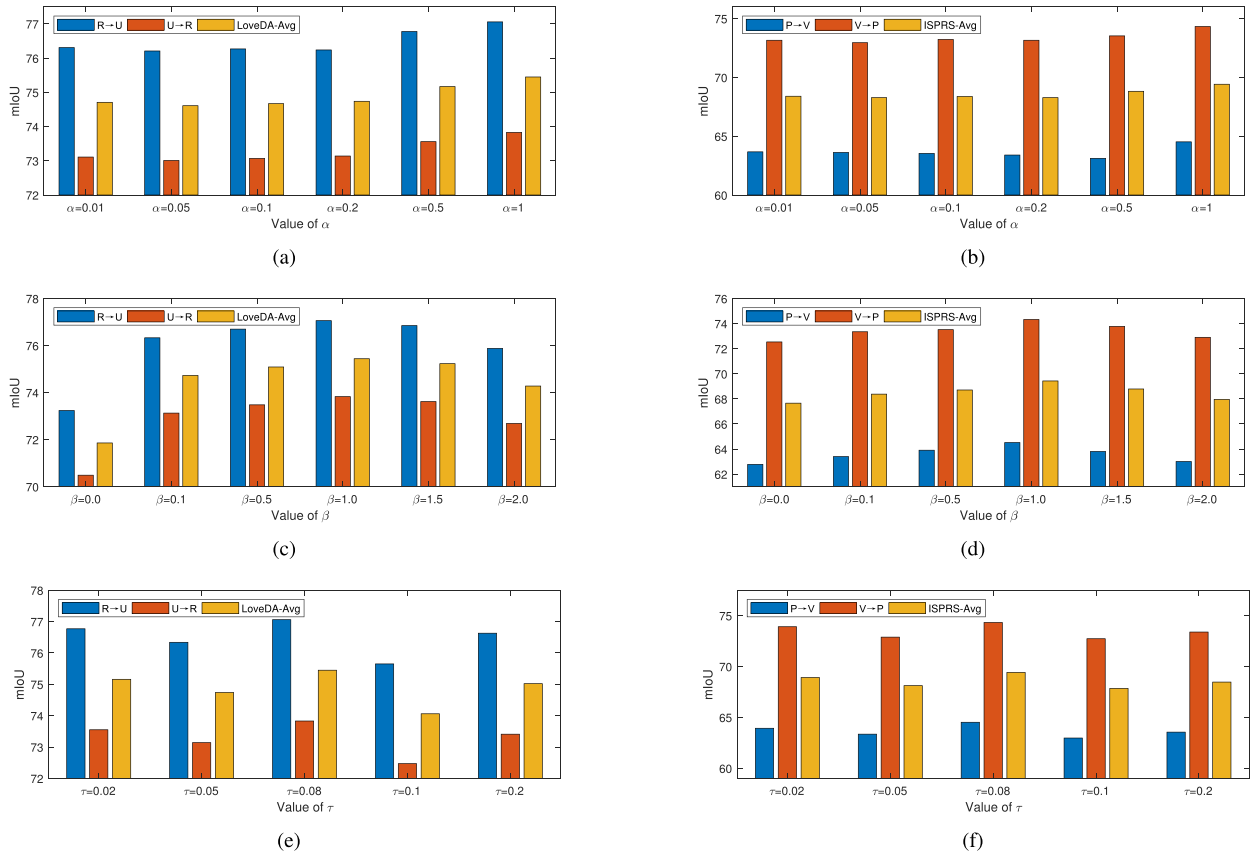 R→U U→R LoveDA-Avg
77
76
75
74
73
72
mIoU
α=0.01 α=0.05 α=0.1 α=0.2 α=0.5 α=1
Value of α
(a)
P→V V→P ISPRS-Avg
75
70
65
60
mIoU
α=0.01 α=0.05 α=0.1 α=0.2 α=0.5 α=1
Value of α
(b)
78
R→U U→R LoveDA-Avg
76
74
72
70
mIoU
β=0.0 β=0.1 β=0.5 β=1.0 β=1.5 β=2.0
Value of β
(c)
76
P→V V→P ISPRS-Avg
74
72
70
68
66
64
62
mIoU
β=0.0 β=0.1 β=0.5 β=1.0 β=1.5 β=2.0
Value of β
(d)
78
R→U U→R LoveDA-Avg
77
76
75
74
73
72
mIoU
τ=0.02 τ=0.05 τ=0.08 τ=0.1 τ=0.2
Value of τ
(e)
P→V V→P ISPRS-Avg
75
70
65
60
mIoU
τ=0.02 τ=0.05 τ=0.08 τ=0.1 τ=0.2
Value of τ
(f)